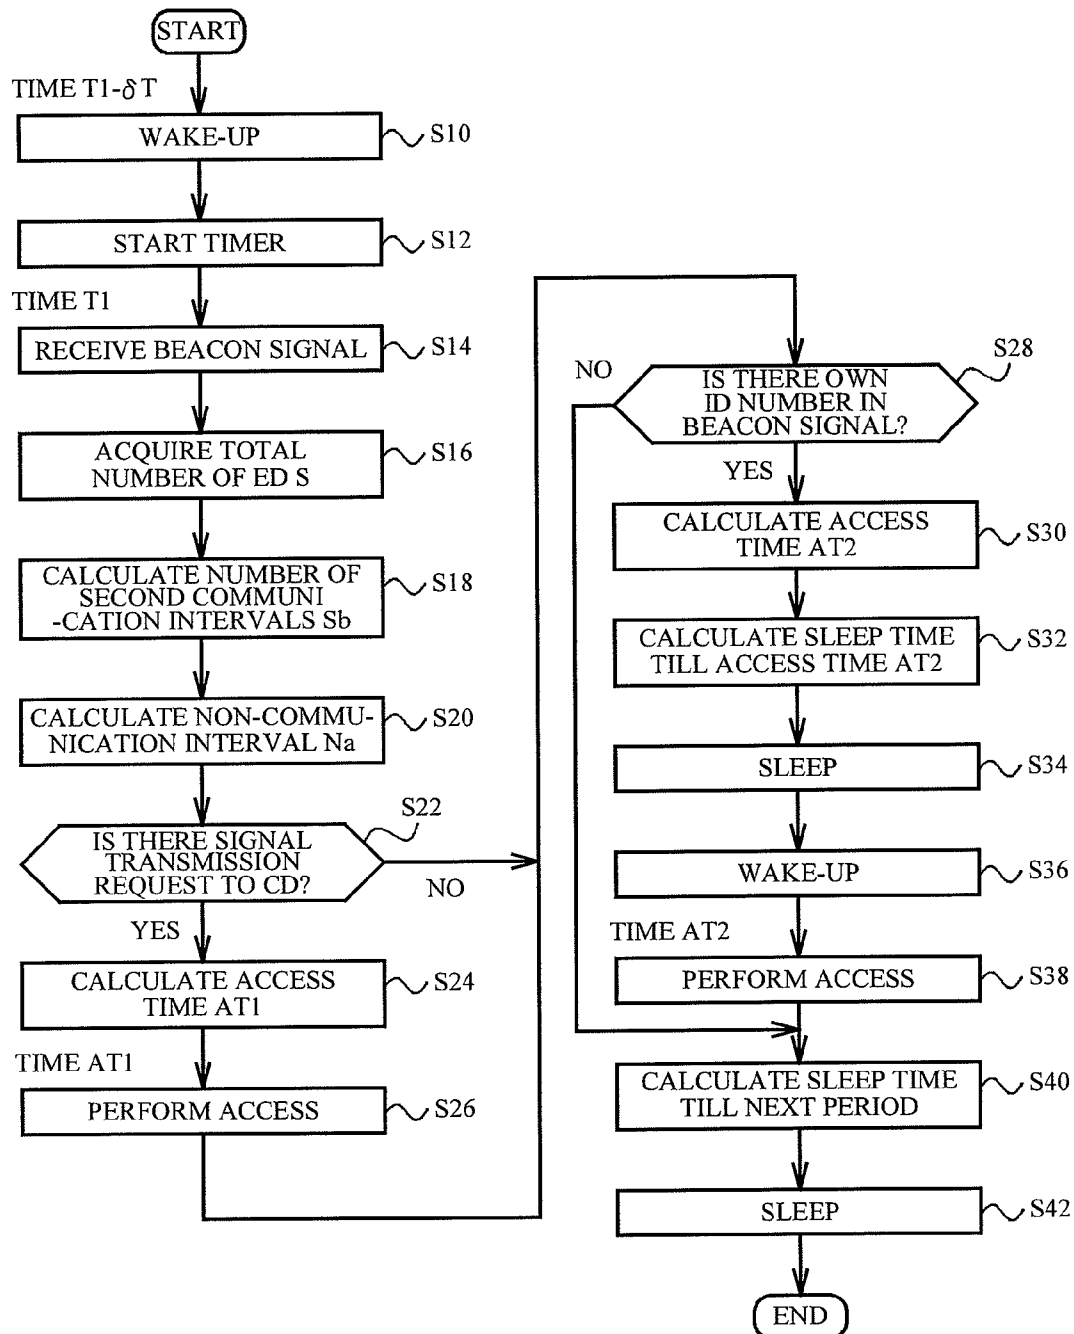 START
TIME T1-δT
WAKE-UP
S10
START TIMER
S12
TIME T1
RECEIVE BEACON SIGNAL
S14
ACQUIRE TOTAL
NUMBER OF ED S
S16
CALCULATE NUMBER OF
SECOND COMMUNI
-CATION INTERVALS Sb
S18
CALCULATE NON-COMMU-
NICATION INTERVAL Na
S20
IS THERE SIGNAL
TRANSMISSION
REQUEST TO CD?
S22
NO
YES
CALCULATE ACCESS
TIME AT1
S24
TIME AT1
PERFORM ACCESS
S26
IS THERE OWN
ID NUMBER IN
BEACON SIGNAL?
S28
NO
YES
CALCULATE ACCESS
TIME AT2
S30
CALCULATE SLEEP TIME
TILL ACCESS TIME AT2
S32
SLEEP
S34
WAKE-UP
S36
TIME AT2
PERFORM ACCESS
S38
CALCULATE SLEEP TIME
TILL NEXT PERIOD
S40
SLEEP
S42
END